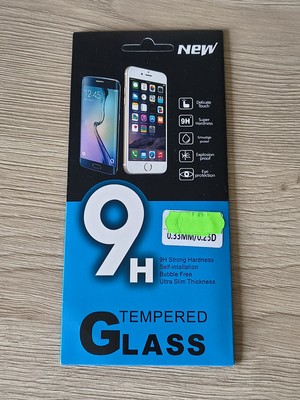 NEW
Delicate Touch
9H
Super Hardness
Smudge proof
Explosion proof
Eye protection
9H
0.33MM/0.25D
9H Strong Hardness
Self-intallation
Bubble Free
Ultra Slim Thickness
TEMPERED
GLASS